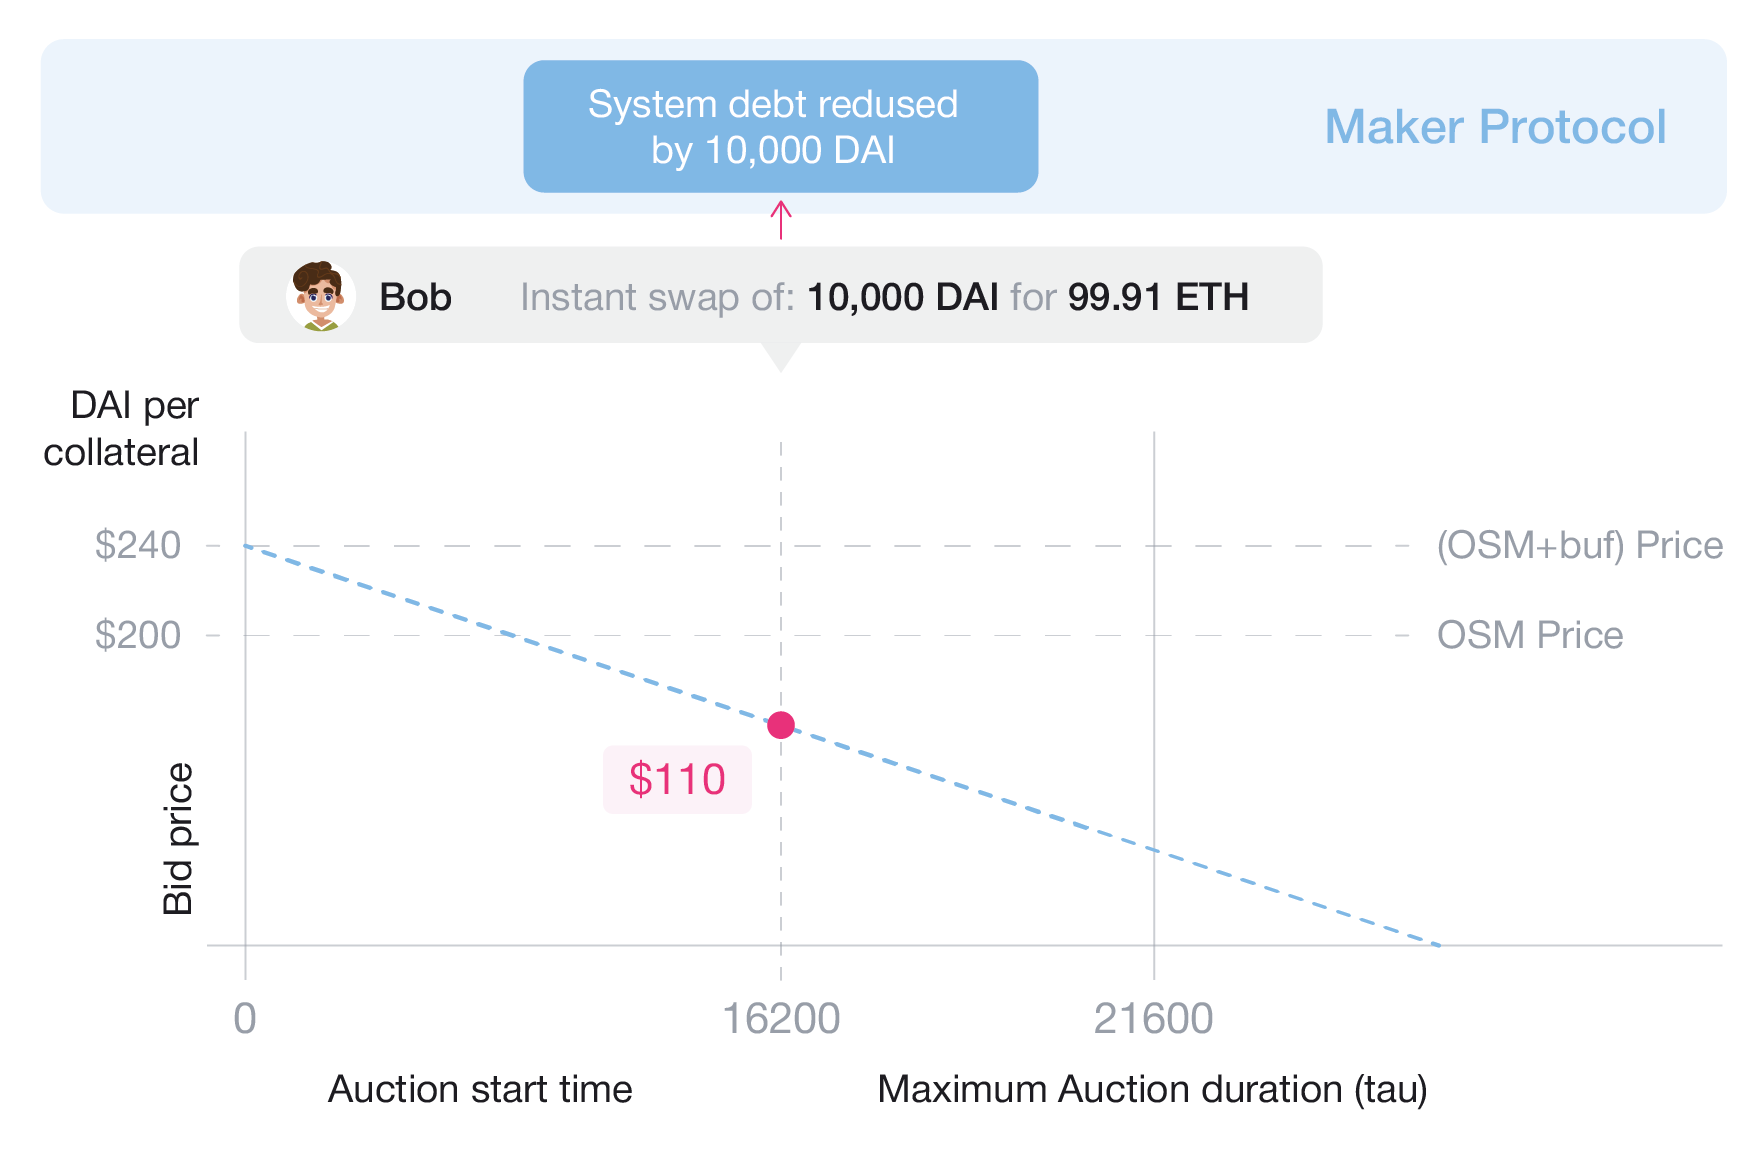 System debt redused
by 10,000 DAI
Maker Protocol
Bob Instant swap of: 10,000 DAI for 99.91 ETH
DAI per
collateral
$240
(OSM+buf) Price
$200
OSM Price
$110
Bid price
0 16200 21600
Auction start time Maximum Auction duration (tau)